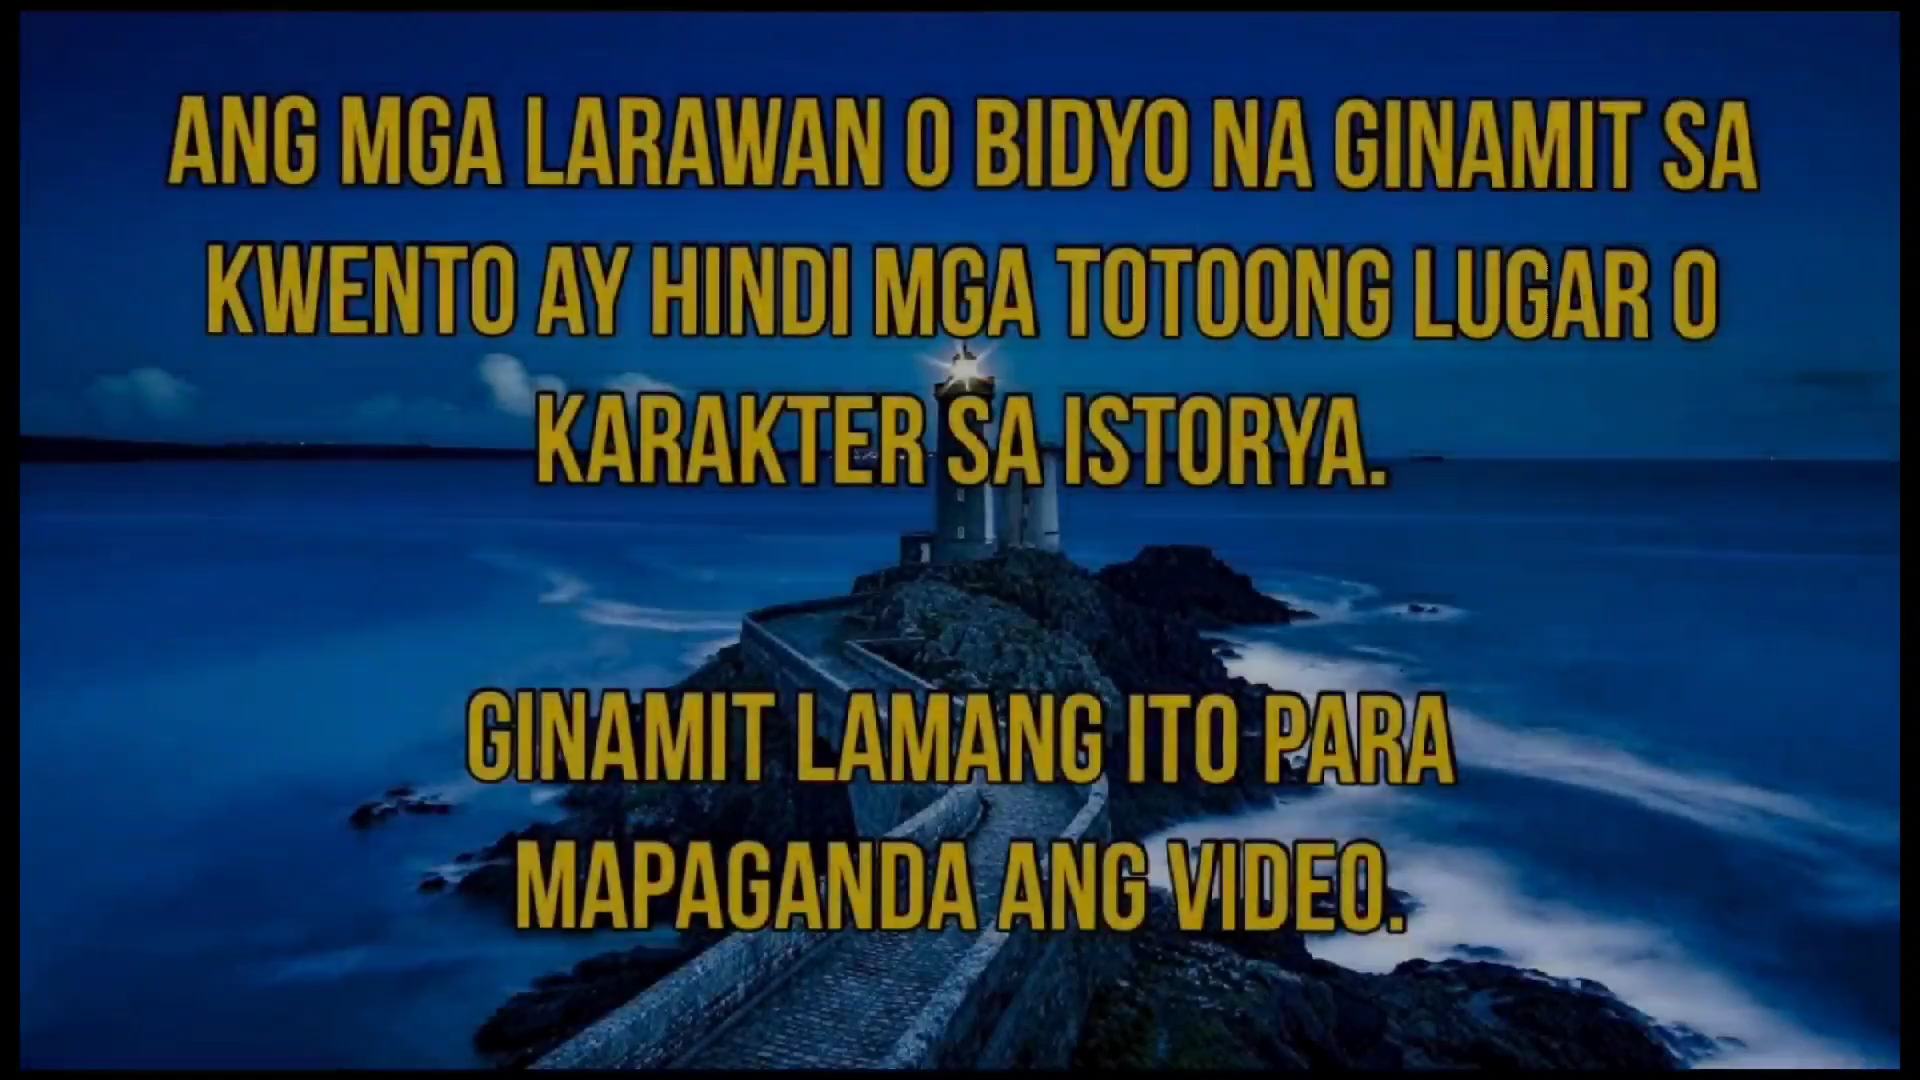 ANG MGA LARAWAN O BIDYO NA GINAMIT SA
KWENTO AY HINDI MGA TOTOONG LUGAR O
KARAKTER SA ISTORYA.
GINAMIT LAMANG ITO PARA
MAPAGANDA ANG VIDEO.